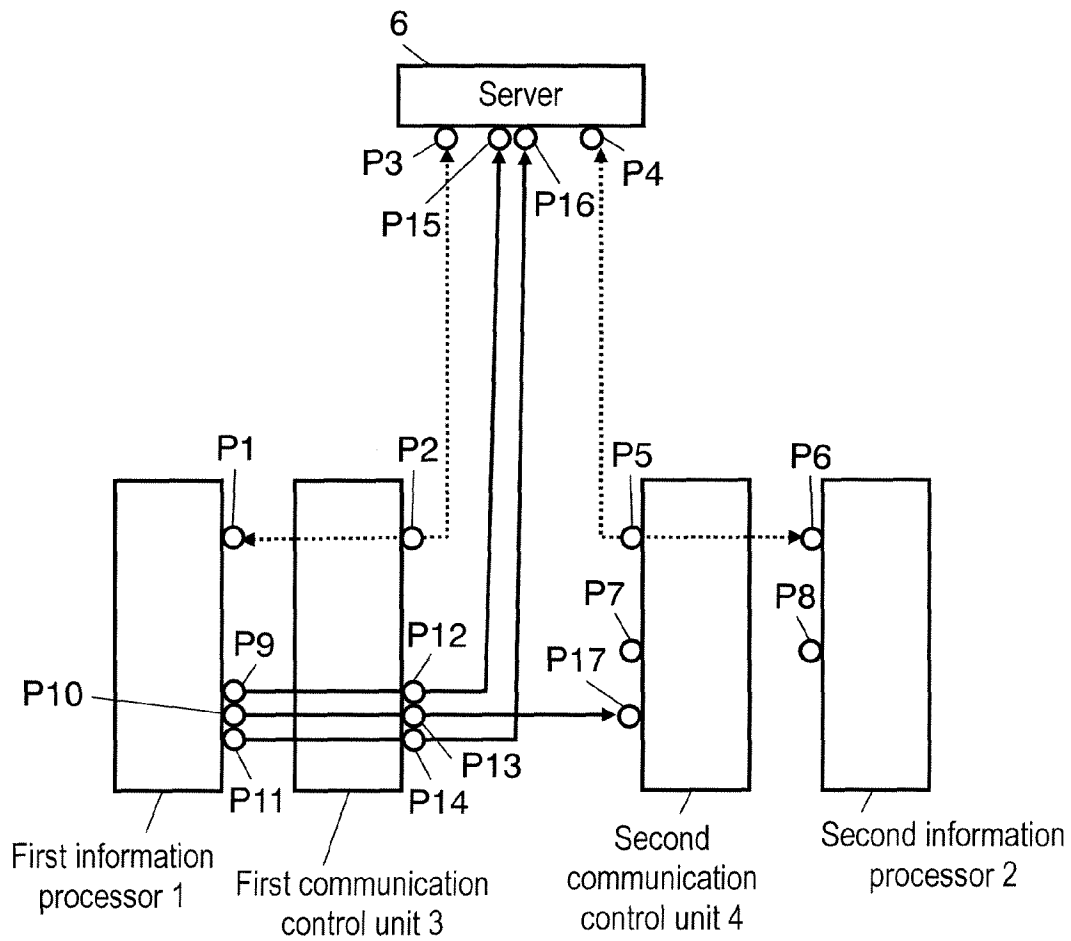 6
Server
P3
P4
P15
P16
P1
P2
P5
P6
P7
P8
P9
P12
P17
P10
P11
P14
P13
First information
processor 1
First communication
control unit 3
Second
communication
control unit 4
Second information
processor 2